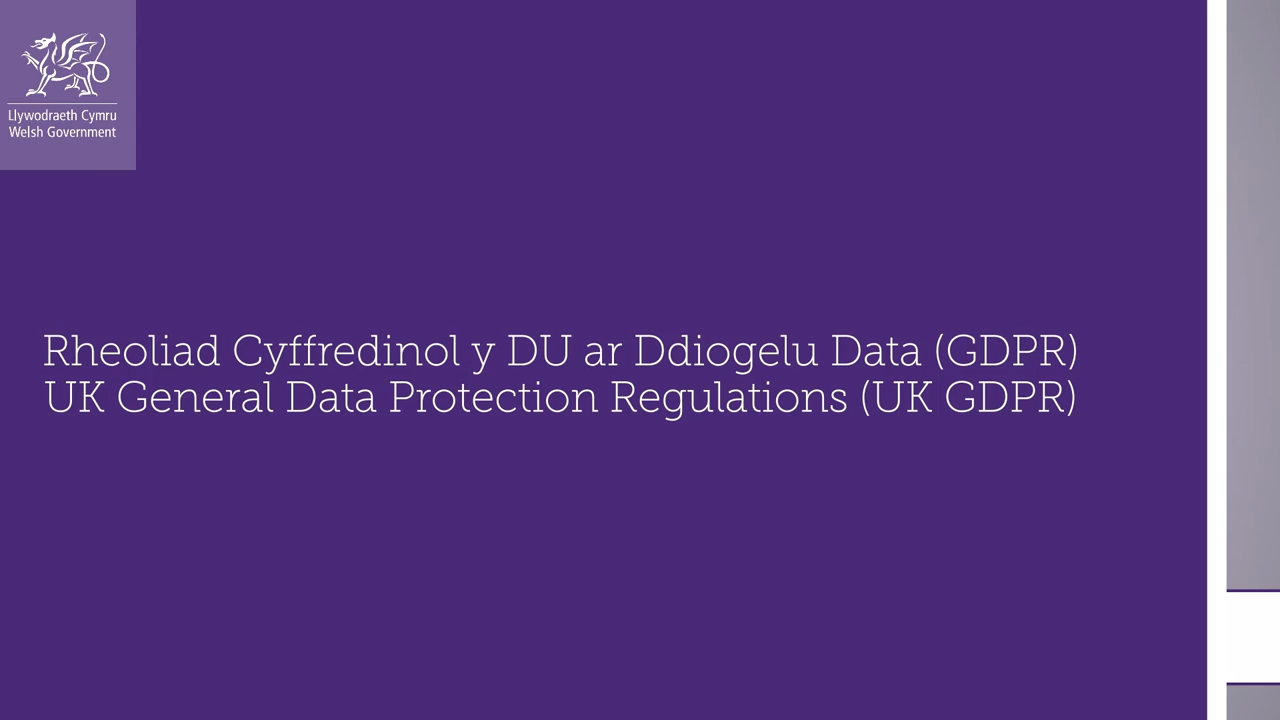 Llywodraeth Cymru
Welsh Government
Rheoliad Cyffredinol y DU ar Ddiogelu Data (GDPR)
UK General Data Protection Regulations (UK GDPR)